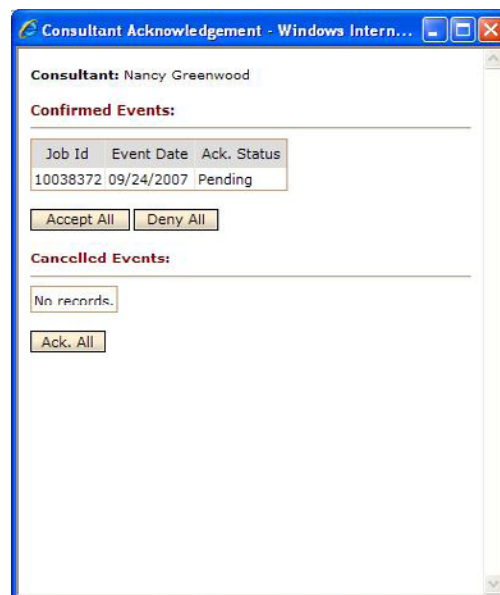 Consultant Acknowledgement - Windows Intern...
Consultant: Nancy Greenwood
Confirmed Events:
Job Id Event Date Ack. Status
10038372 09/24/2007 Pending
Accept All Deny All
Cancelled Events:
No records.
Ack. All